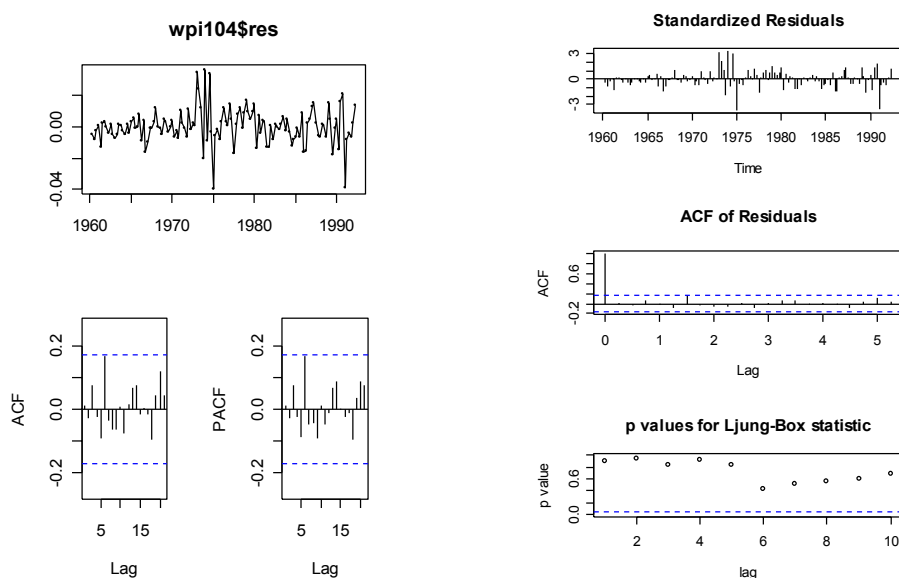 wpi104$res
0.00
-0.04
1960 1970 1980 1990
ACF
0.2
0.0
-0.2
5 15
Lag
PACF
0.2
0.0
-0.2
5 15
Lag
Standardized Residuals
3
0
-3
1960 1965 1970 1975 1980 1985 1990
Time
ACF of Residuals
ACF
0.6
-0.2
0 1 2 3 4 5
Lag
p values for Ljung-Box statistic
p value
0.6
0.0
2 4 6 8 10
lag